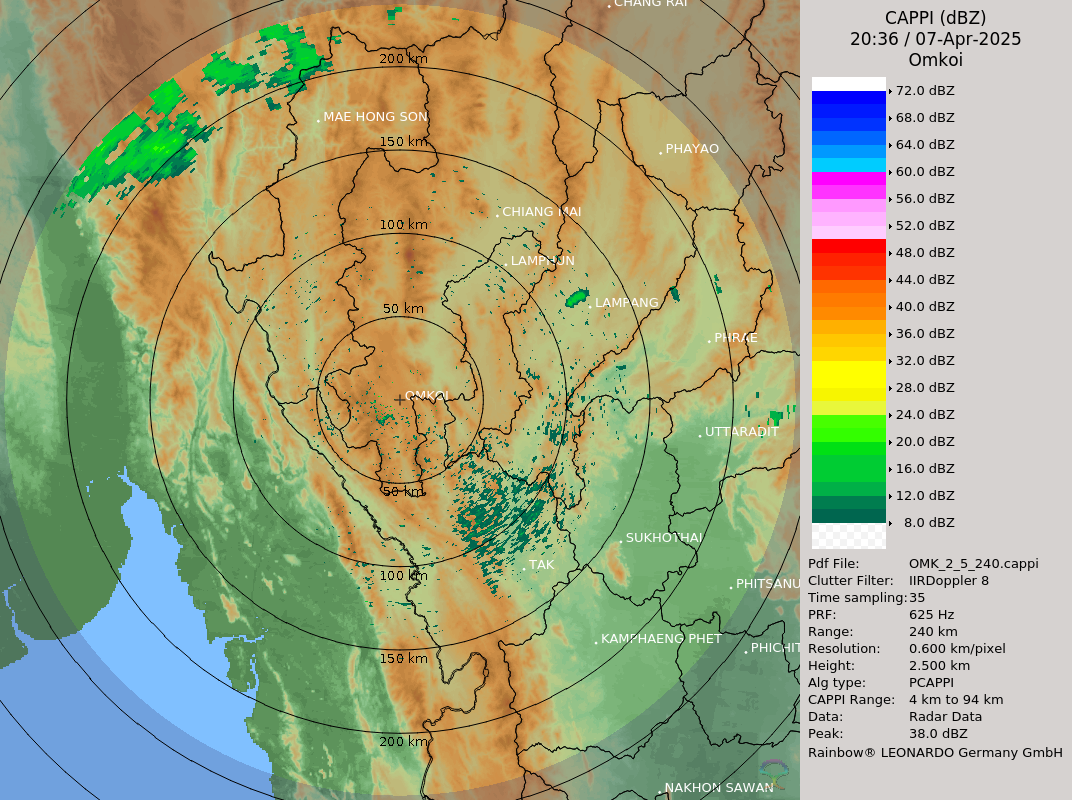 CHANG RAI
200 km
MAE HONG SON
150 km
PHAYAO
CHIANG MAI
100 km
LAMPHUN
LAMPANG
50 km
PHRAE
OMKOI
UTTARADIT
50 km
SUKHOTHAI
TAK
100 km
PHITSANU
KAMPHAENG PHET
PHICHIT
150 km
200 km
NAKHON SAWAN
CAPPI (dBZ)
20:36 / 07-Apr-2025
Omkoi
72.0 dBZ
68.0 dBZ
64.0 dBZ
60.0 dBZ
56.0 dBZ
52.0 dBZ
48.0 dBZ
44.0 dBZ
40.0 dBZ
36.0 dBZ
32.0 dBZ
28.0 dBZ
24.0 dBZ
20.0 dBZ
16.0 dBZ
12.0 dBZ
8.0 dBZ
Pdf File: OMK_2_5_240.cappi
Clutter Filter: IIRDoppler 8
Time sampling: 35
PRF: 625 Hz
Range: 240 km
Resolution: 0.600 km/pixel
Height: 2.500 km
Alg type: PCAPPI
CAPPI Range: 4 km to 94 km
Data: Radar Data
Peak: 38.0 dBZ
Rainbow® LEONARDO Germany GmbH